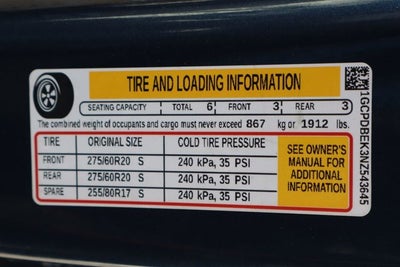 TIRE AND LOADING INFORMATION
SEATING CAPACITY TOTAL 6 FRONT 3 REAR 3
The combined weight of occupants and cargo must never exceed 867 kg or 1912 lbs.
TIRE ORIGINAL SIZE COLD TIRE PRESSURE
FRONT 275/60R20 S 240 kPa, 35 PSI
REAR 275/60R20 S 240 kPa, 35 PSI
SPARE 255/80R17 S 240 kPa, 35 PSI
SEE OWNER'S
MANUAL FOR
ADDITIONAL
INFORMATION
1GCPDBEK3NZ543645